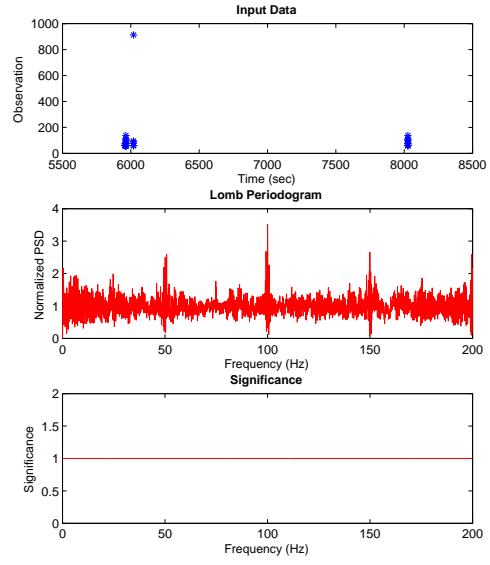 Input Data
Observation
1000
800
600
400
200
0
5500 6000 6500 7000 7500 8000 8500
Time (sec)
Lomb Periodogram
Normalized PSD
4
3
2
1
0
0 50 100 150 200
Frequency (Hz)
Significance
Significance
2
1.5
1
0.5
0
0 50 100 150 200
Frequency (Hz)